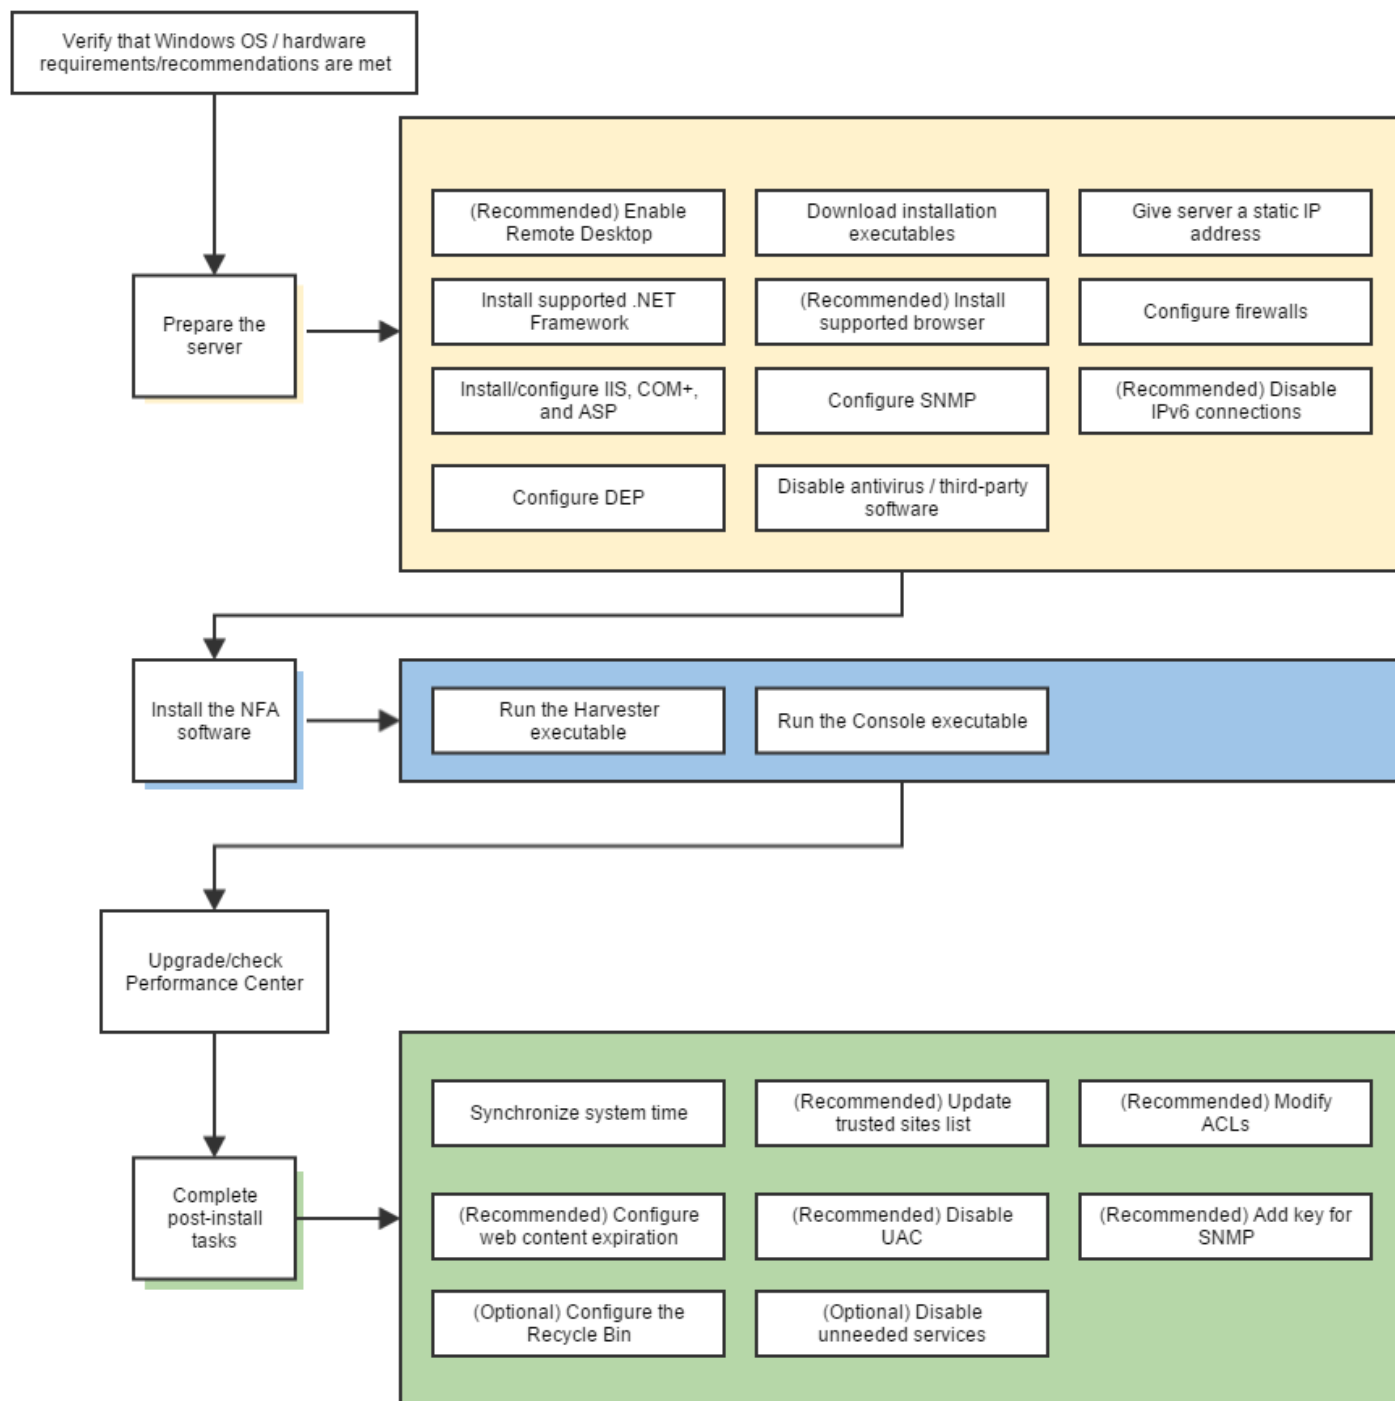 Verify that Windows OS / hardware
requirements/recommendations are met
Prepare the
server
(Recommended) Enable
Remote Desktop
Download installation
executables
Give server a static IP
address
Install supported .NET
Framework
(Recommended) Install
supported browser
Configure firewalls
Install/configure IIS, COM+,
and ASP
Configure SNMP
(Recommended) Disable
IPv6 connections
Configure DEP
Disable antivirus / third-party
software
Install the NFA
software
Run the Harvester
executable
Run the Console executable
Upgrade/check
Performance Center
Complete
post-install
tasks
Synchronize system time
(Recommended) Update
trusted sites list
(Recommended) Modify
ACLs
(Recommended) Configure
web content expiration
(Recommended) Disable
UAC
(Recommended) Add key for
SNMP
(Optional) Configure the
Recycle Bin
(Optional) Disable
unneeded services